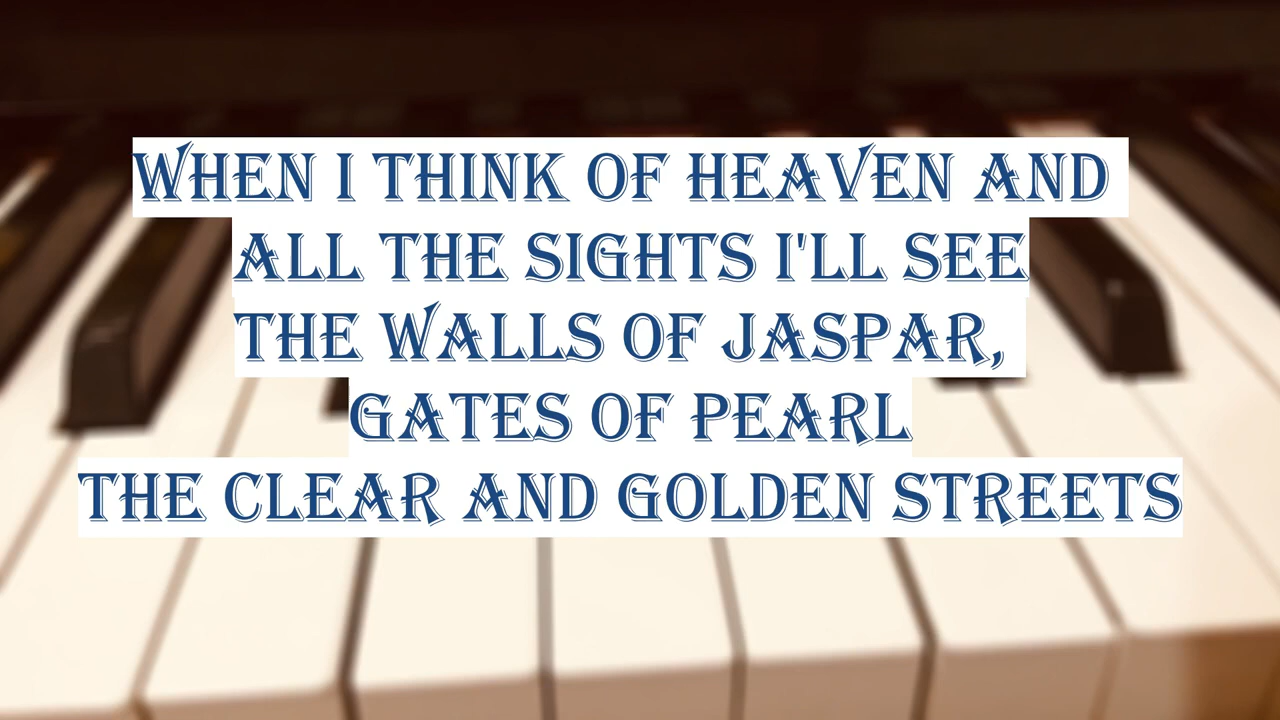 WHEN I THINK OF HEAVEN AND
ALL THE SIGHTS I'LL SEE
THE WALLS OF JASPAR,
GATES OF PEARL
THE CLEAR AND GOLDEN STREETS